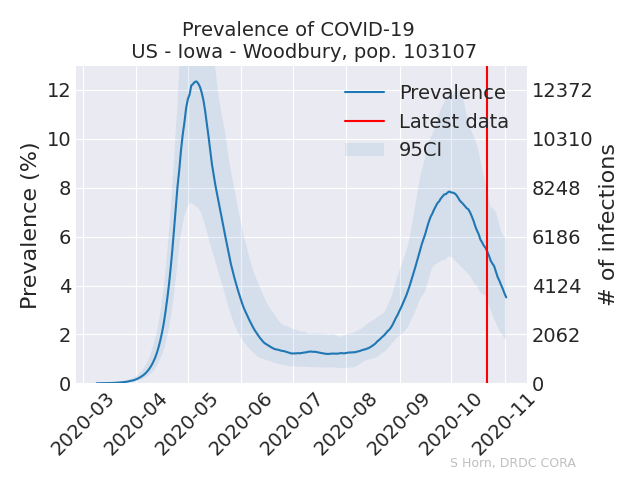 Prevalence of COVID-19
US - Iowa - Woodbury, pop. 103107
Prevalence
Latest data
95CI
Prevalence (%)
12
10
8
6
4
2
0
12372
10310
8248
6186
4124
2062
0
# of infections
2020-03
2020-04
2020-05
2020-06
2020-07
2020-08
2020-09
2020-10
2020-11
S Horn, DRDC CORA